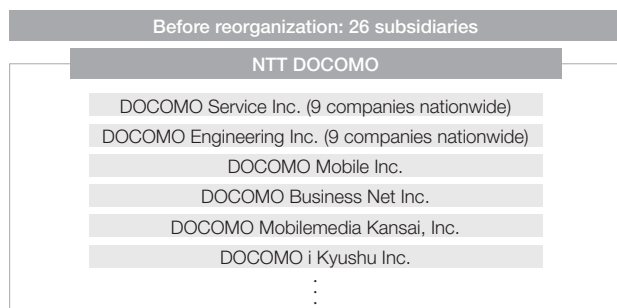 Before reorganization: 26 subsidiaries
NTT DOCOMO
DOCOMO Service Inc. (9 companies nationwide)
DOCOMO Engineering Inc. (9 companies nationwide)
DOCOMO Mobile Inc.
DOCOMO Business Net Inc.
DOCOMO Mobilemedia Kansai, Inc.
DOCOMO i Kyushu Inc.